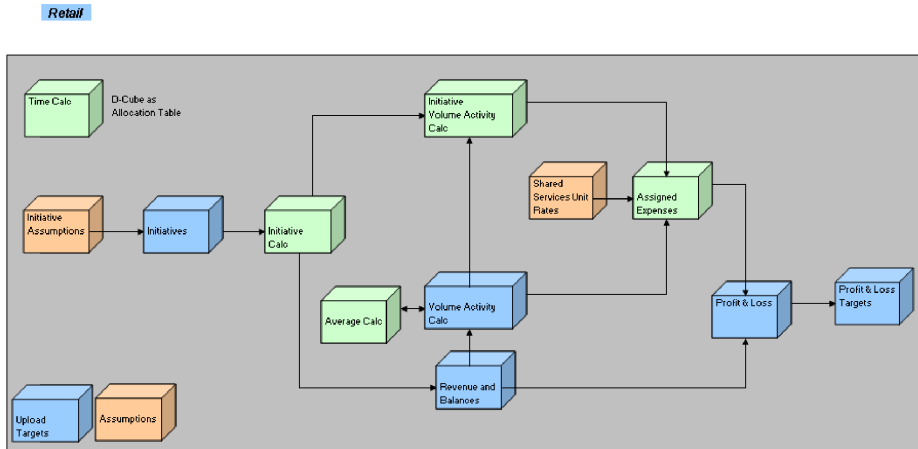 Retail
Time Calc
D-Cube as
Allocation Table
Initiative
Volume Activity
Calc
Shared
Services Unit
Rates
Assigned
Expenses
Initiative
Assumptions
Initiatives
Initiative
Calc
Average Calc
Volume Activity
Calc
Profit & Loss
Profit & Loss
Targets
Revenue and
Balances
Upload
Targets
Assumptions